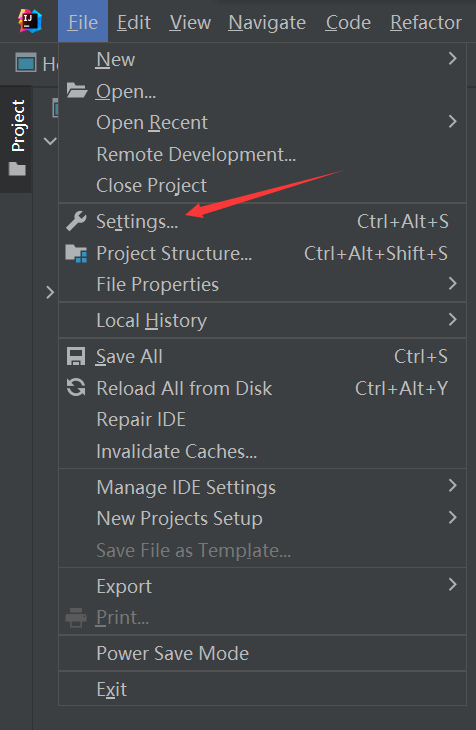 IJ
File Edit View Navigate Code Refactor
New
Open...
Open Recent
Remote Development...
Close Project
Settings... Ctrl+Alt+S
Project Structure... Ctrl+Alt+Shift+S
File Properties
Local History
Save All Ctrl+S
Reload All from Disk Ctrl+Alt+Y
Repair IDE
Invalidate Caches...
Manage IDE Settings
New Projects Setup
Save File as Template...
Export
Print...
Power Save Mode
Exit
Project